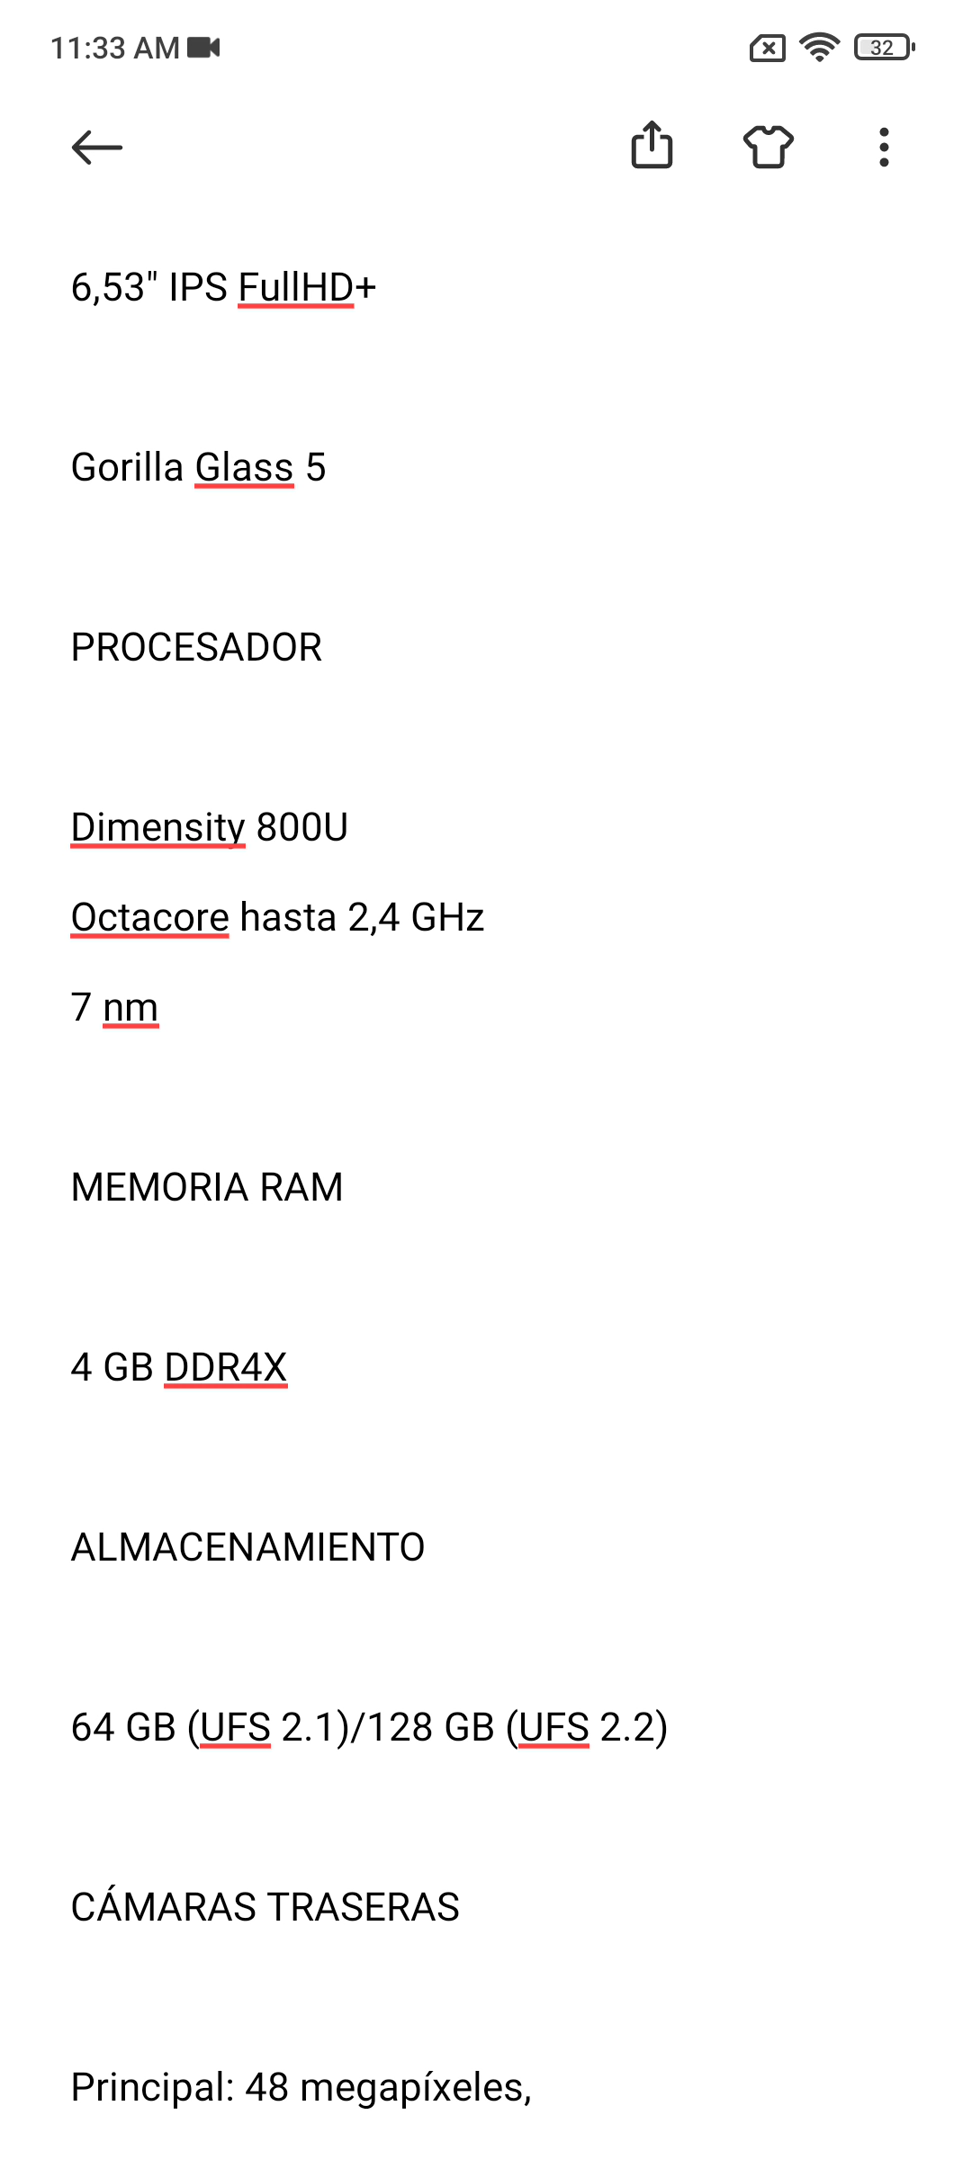 11:33 AM
32
6,53" IPS FullHD+
Gorilla Glass 5
PROCESADOR
Dimensity 800U
Octacore hasta 2,4 GHz
7 nm
MEMORIA RAM
4 GB DDR4X
ALMACENAMIENTO
64 GB (UFS 2.1)/128 GB (UFS 2.2)
CÁMARAS TRASERAS
Principal: 48 megapíxeles,